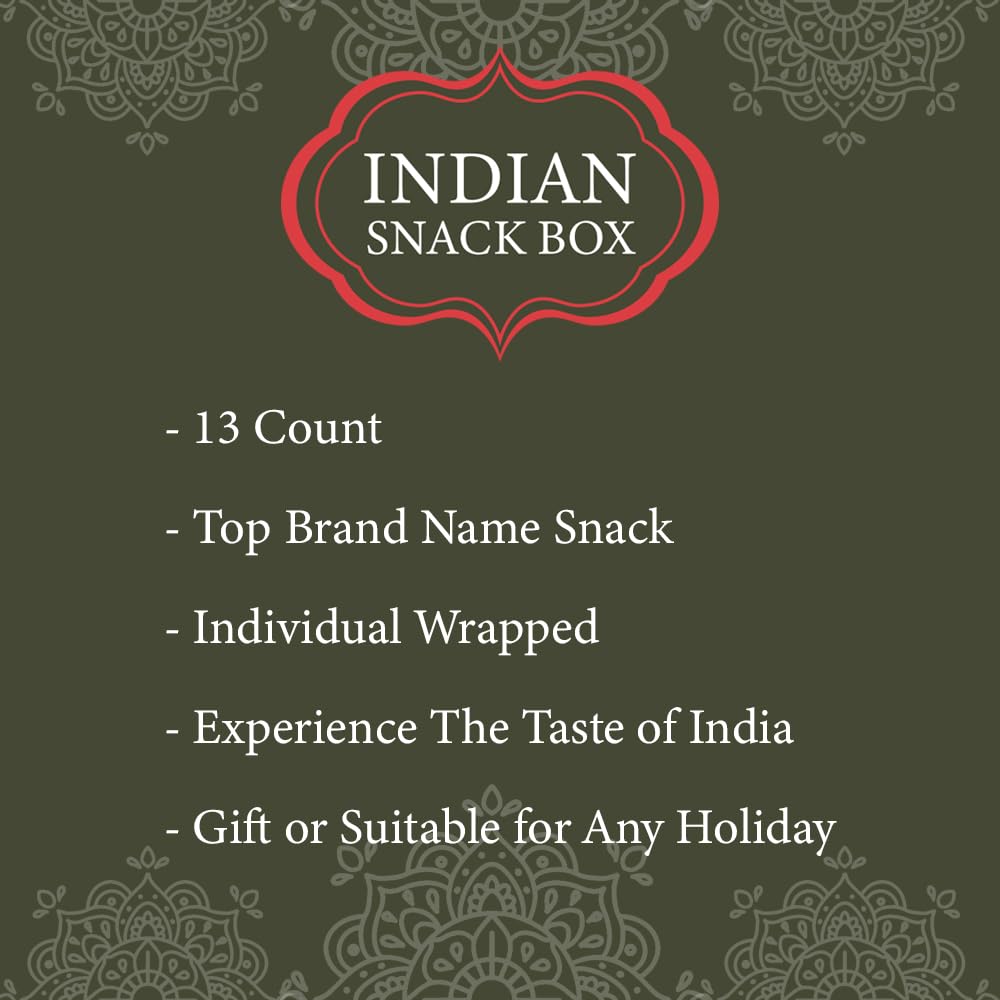 INDIAN
SNACK BOX
- 13 Count
- Top Brand Name Snack
- Individual Wrapped
- Experience The Taste of India
- Gift or Suitable for Any Holiday